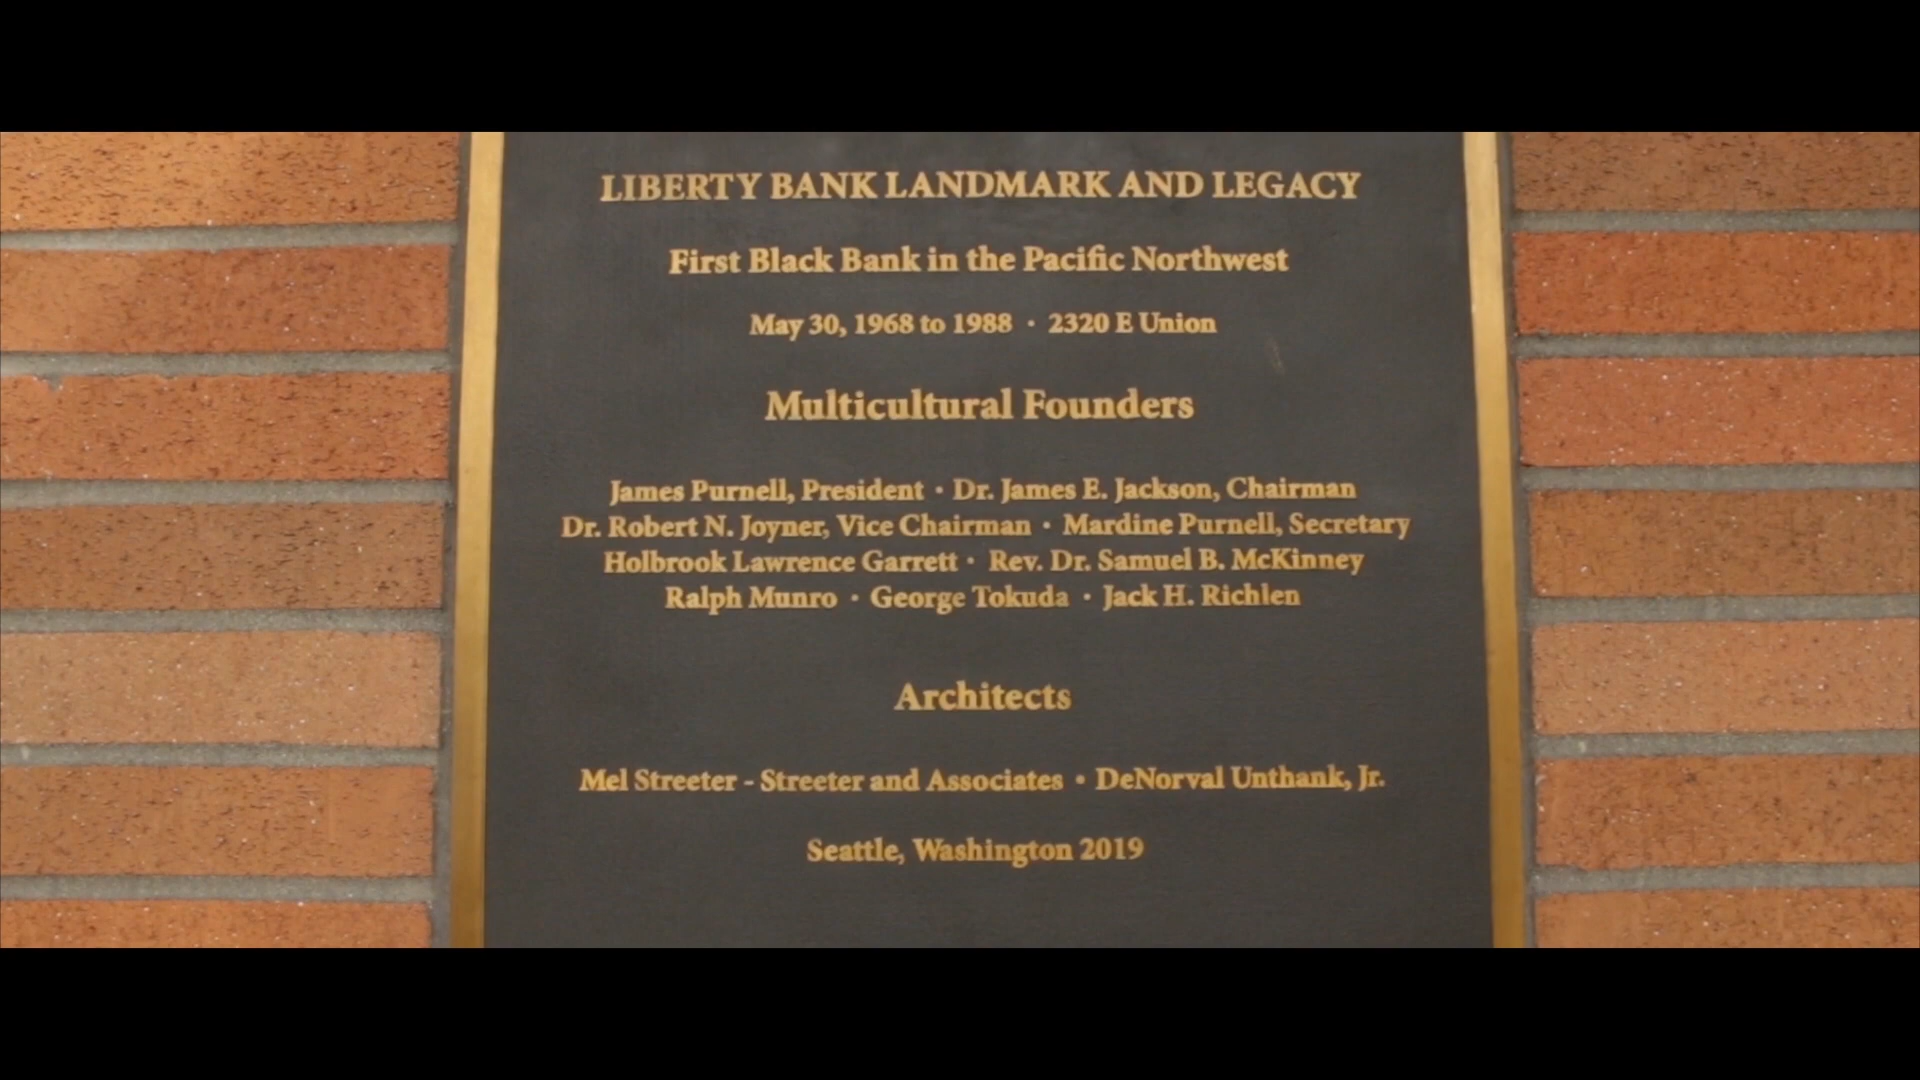 LIBERTY BANK LANDMARK AND LEGACY
First Black Bank in the Pacific Northwest
May 30, 1968 to 1988 · 2320 E Union
Multicultural Founders
James Purnell, President · Dr. James E. Jackson, Chairman
Dr. Robert N. Joyner, Vice Chairman · Mardine Purnell, Secretary
Holbrook Lawrence Garrett · Rev. Dr. Samuel B. McKinney
Ralph Munro · George Tokuda · Jack H. Richlen
Architects
Mel Streeter - Streeter and Associates · DeNorval Unthank, Jr.
Seattle, Washington 2019